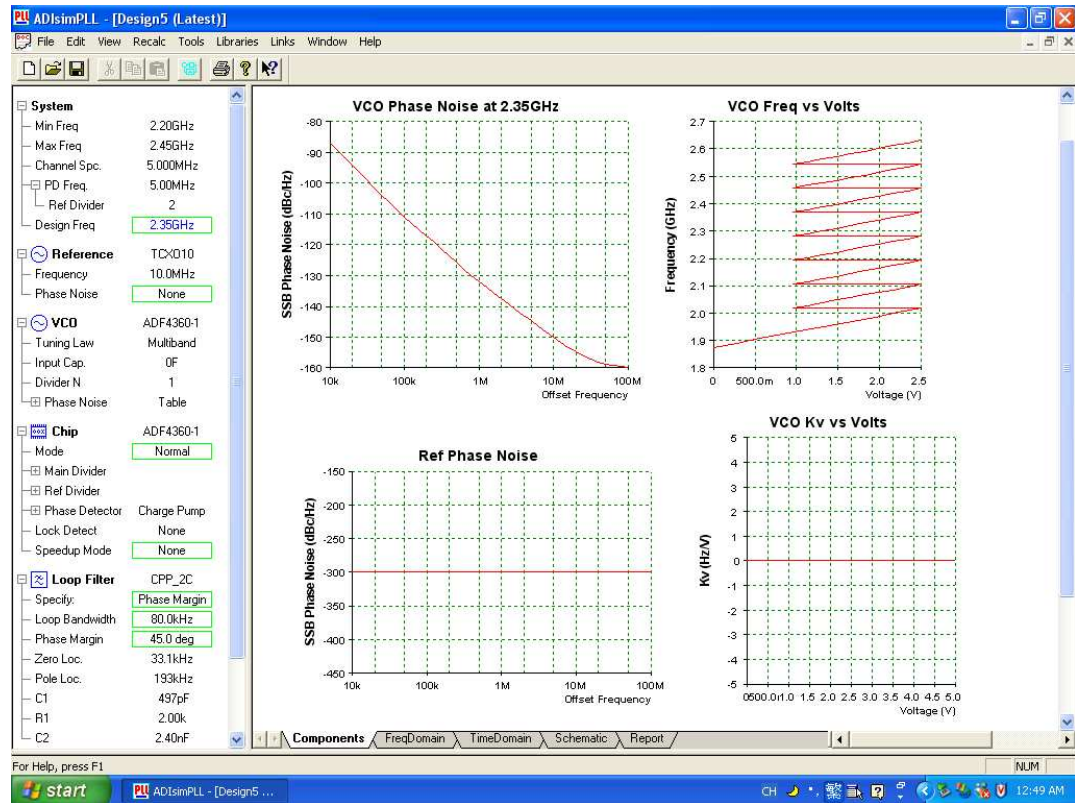 ADIsimPLL - [Design5 (Latest)]
File Edit View Recalc Tools Libraries Links Window Help
System
Min Freq 2.20GHz
Max Freq 2.45GHz
Channel Spc. 5.000MHz
PD Freq. 5.00MHz
Ref Divider 2
Design Freq 2.35GHz
Reference TCXO10
Frequency 10.0MHz
Phase Noise None
VCO ADF4360-1
Tuning Law Multiband
Input Cap. 0F
Divider N 1
Phase Noise Table
Chip ADF4360-1
Mode Normal
Main Divider
Ref Divider
Phase Detector Charge Pump
Lock Detect None
Speedup Mode None
Loop Filter CPP_2C
Specify: Phase Margin
Loop Bandwidth 80.0kHz
Phase Margin 45.0 deg
Zero Loc. 33.1kHz
Pole Loc. 193kHz
C1 497pF
R1 2.00k
C2 2.40nF
VCO Phase Noise at 2.35GHz
SSB Phase Noise (dBc/Hz)
-80
-90
-100
-110
-120
-130
-140
-150
-160
10k 100k 1M 10M 100M
Offset Frequency
VCO Freq vs Volts
Frequency (GHz)
2.7
2.6
2.5
2.4
2.3
2.2
2.1
2.0
1.9
1.8
0 500.0m 1.0 1.5 2.0 2.5
Voltage (V)
Ref Phase Noise
SSB Phase Noise (dBc/Hz)
-150
-200
-250
-300
-350
-400
-450
10k 100k 1M 10M 100M
Offset Frequency
VCO Kv vs Volts
Kv (Hz/V)
5
4
3
2
1
0
-1
-2
-3
-4
-5
0500.0m1.0 1.5 2.0 2.5 3.0 3.5 4.0 4.5 5.0
Voltage (V)
Components FreqDomain TimeDomain Schematic Report
For Help, press F1
NUM
start
ADIsimPLL - [Design5 ...
CH
繁
12:49 AM